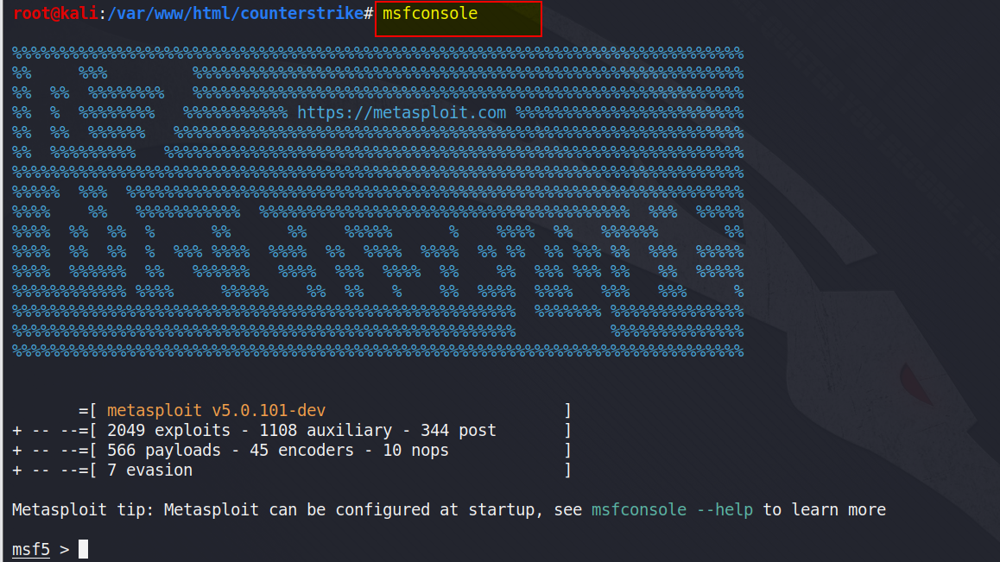 root@kali:/var/www/html/counterstrike# msfconsole
%%%%%%%%%%%%%%%%%%%%%%%%%%%%%%%%%%%%%%%%%%%%%%%%%%%%%%%%%%%%%%%%%%%%%%%%%%%%%%%
%%     %%%         %%%%%%%%%%%%%%%%%%%%%%%%%%%%%%%%%%%%%%%%%%%%%%%%%%%%%%%%%%
%%  %%  %%%%%%%%   %%%%%%%%%%%%%%%%%%%%%%%%%%%%%%%%%%%%%%%%%%%%%%%%%%%%%%%%%%
%%  %  %%%%%%%%   %%%%%%%%%%% https://metasploit.com %%%%%%%%%%%%%%%%%%%%%%%%
%%  %%  %%%%%%   %%%%%%%%%%%%%%%%%%%%%%%%%%%%%%%%%%%%%%%%%%%%%%%%%%%%%%%%%%%%
%%  %%%%%%%%%   %%%%%%%%%%%%%%%%%%%%%%%%%%%%%%%%%%%%%%%%%%%%%%%%%%%%%%%%%%%%%
%%%%%%%%%%%%%%%%%%%%%%%%%%%%%%%%%%%%%%%%%%%%%%%%%%%%%%%%%%%%%%%%%%%%%%%%%%%%%%%
%%%%%  %%%  %%%%%%%%%%%%%%%%%%%%%%%%%%%%%%%%%%%%%%%%%%%%%%%%%%%%%%%%%%%%%%%%%
%%%%    %%   %%%%%%%%%%%  %%%%%%%%%%%%%%%%%%%%%%%%%%%%%%%%%%%%%%%  %%%  %%%%%
%%%%  %%  %%  %      %%      %%    %%%%%      %    %%%%  %%   %%%%%%       %%
%%%%  %%  %%  %  %%% %%%%  %%%%  %%  %%%%  %%%%  %% %%  %% %%% %%  %%%  %%%%%
%%%%  %%%%%%  %%   %%%%%%   %%%%  %%%  %%%%  %%    %%  %%% %%% %%   %%  %%%%%
%%%%%%%%%%%% %%%%     %%%%%    %%  %%   %    %%  %%%%  %%%%   %%%   %%%     %
%%%%%%%%%%%%%%%%%%%%%%%%%%%%%%%%%%%%%%%%%%%%%%%%%%%%%  %%%%%%% %%%%%%%%%%%%%%
%%%%%%%%%%%%%%%%%%%%%%%%%%%%%%%%%%%%%%%%%%%%%%%%%%%%%          %%%%%%%%%%%%%%
%%%%%%%%%%%%%%%%%%%%%%%%%%%%%%%%%%%%%%%%%%%%%%%%%%%%%%%%%%%%%%%%%%%%%%%%%%%%%%%
=[ metasploit v5.0.101-dev ]
+ -- --=[ 2049 exploits - 1108 auxiliary - 344 post ]
+ -- --=[ 566 payloads - 45 encoders - 10 nops ]
+ -- --=[ 7 evasion ]
Metasploit tip: Metasploit can be configured at startup, see msfconsole --help to learn more
msf5 >